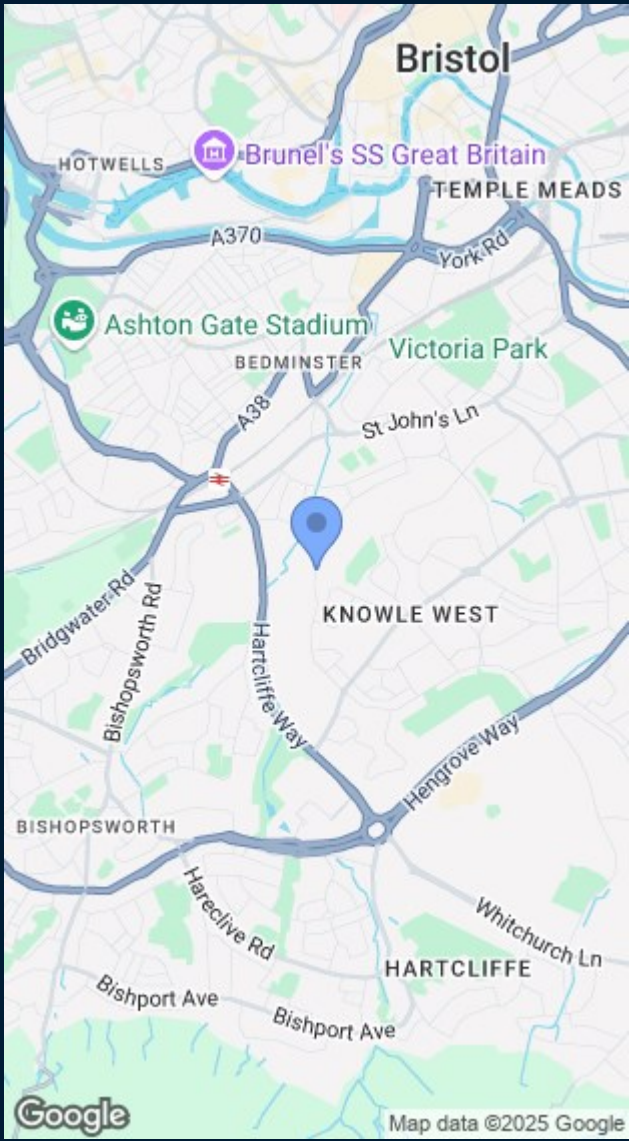 Bristol
HOTWELLS
Brunel's SS Great Britain
TEMPLE MEADS
A370
York Rd
Ashton Gate Stadium
BEDMINSTER
Victoria Park
A38
St John's Ln
Bridgwater Rd
Bishopsworth Rd
KNOWLE WEST
Hartcliffe Way
Hengrove Way
BISHOPSWORTH
Hareclive Rd
Whitchurch Ln
HARTCLIFFE
Bishport Ave
Bishport Ave
Google
Map data ©2025 Google